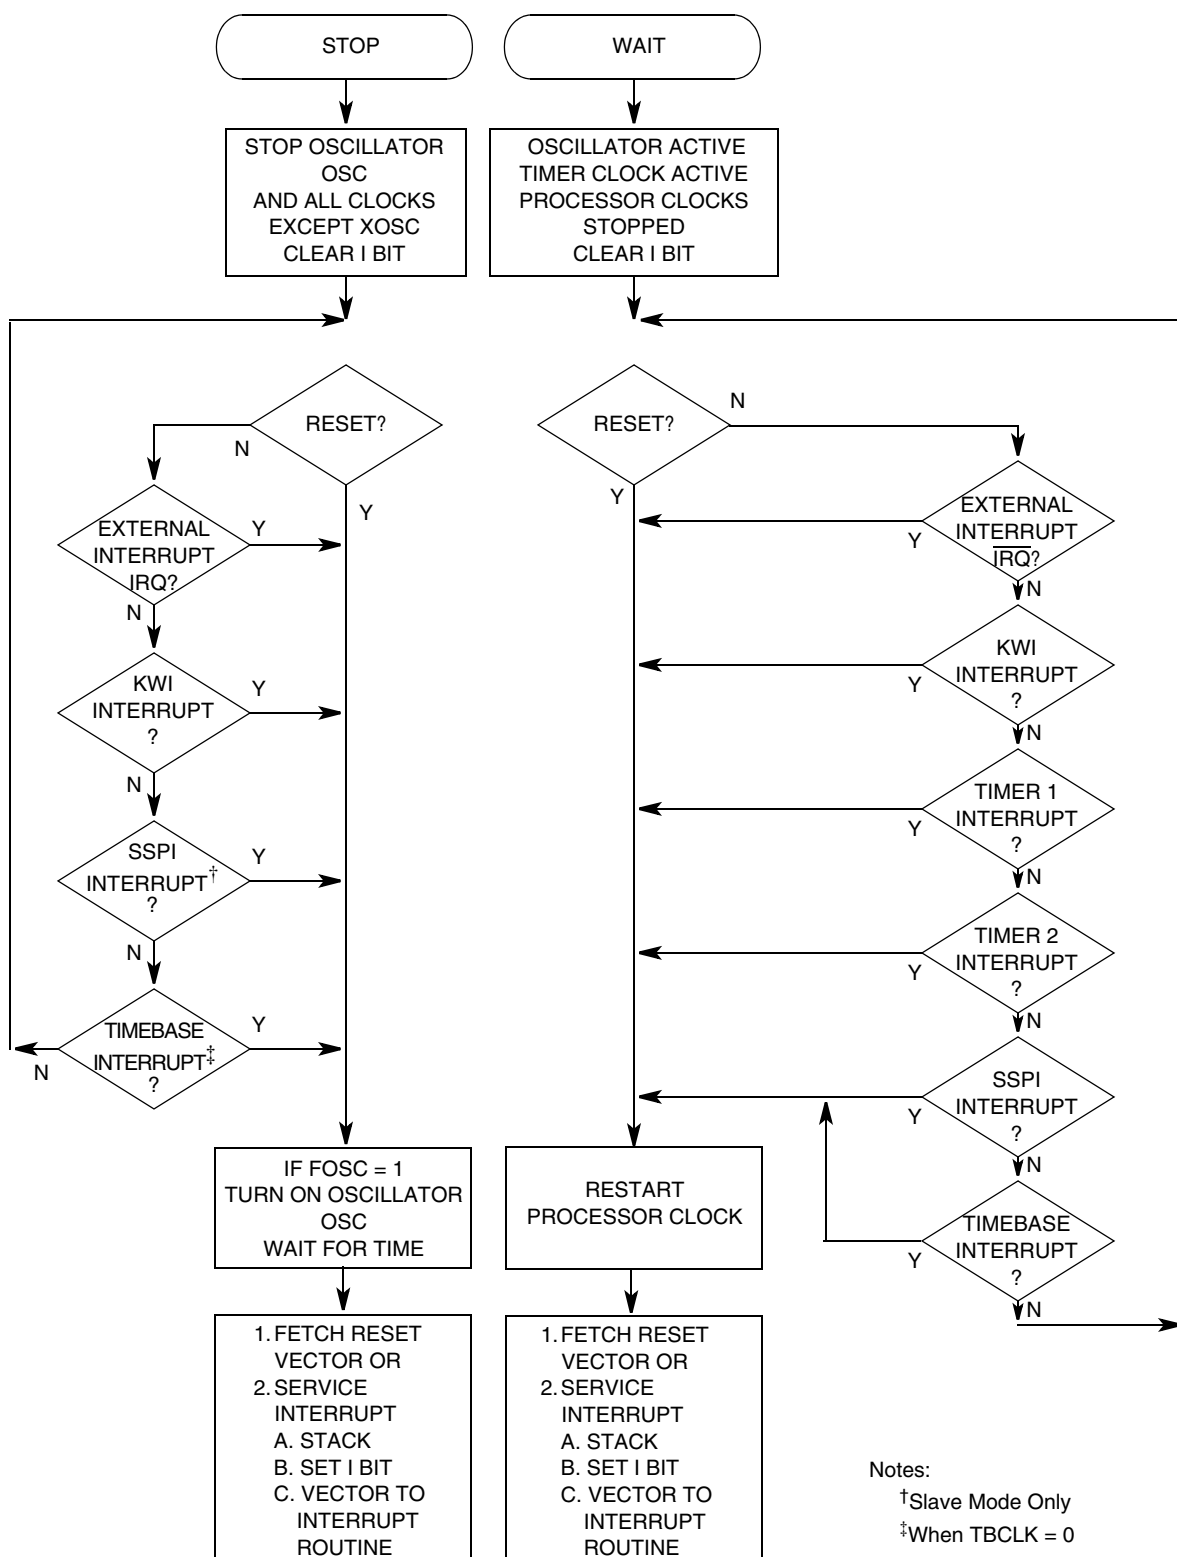 STOP
STOP OSCILLATOR
OSC
AND ALL CLOCKS
EXCEPT XOSC
CLEAR I BIT
RESET?
N
Y
EXTERNAL
INTERRUPT
IRQ?
Y
N
KWI
INTERRUPT
?
Y
N
SSPI
INTERRUPT†
?
Y
N
TIMEBASE
INTERRUPT‡
?
Y
N
IF FOSC = 1
TURN ON OSCILLATOR
OSC
WAIT FOR TIME
1. FETCH RESET
VECTOR OR
2. SERVICE
INTERRUPT
A. STACK
B. SET I BIT
C. VECTOR TO
INTERRUPT
ROUTINE
WAIT
OSCILLATOR ACTIVE
TIMER CLOCK ACTIVE
PROCESSOR CLOCKS
STOPPED
CLEAR I BIT
RESET?
N
Y
EXTERNAL
INTERRUPT
I̅R̅Q̅?
Y
N
KWI
INTERRUPT
?
Y
N
TIMER 1
INTERRUPT
?
Y
N
TIMER 2
INTERRUPT
?
Y
N
SSPI
INTERRUPT
?
Y
N
TIMEBASE
INTERRUPT
?
Y
N
RESTART
PROCESSOR CLOCK
1. FETCH RESET
VECTOR OR
2. SERVICE
INTERRUPT
A. STACK
B. SET I BIT
C. VECTOR TO
INTERRUPT
ROUTINE
Notes:
†Slave Mode Only
‡When TBCLK = 0